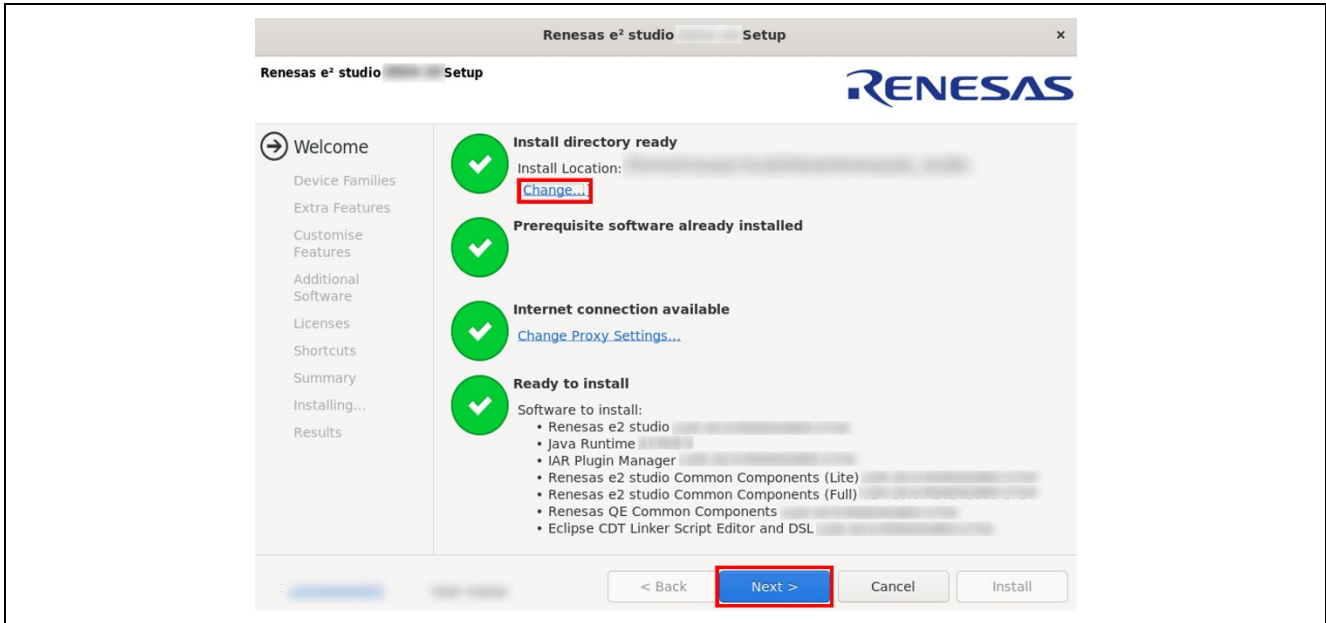 Renesas e² studio Setup
x
Renesas e² studio Setup
RENESAS
Welcome
Device Families
Extra Features
Customise
Features
Additional
Software
Licenses
Shortcuts
Summary
Installing...
Results
Install directory ready
Install Location:
Change...
Prerequisite software already installed
Internet connection available
Change Proxy Settings...
Ready to install
Software to install:
• Renesas e2 studio
• Java Runtime
• IAR Plugin Manager
• Renesas e2 studio Common Components (Lite)
• Renesas e2 studio Common Components (Full)
• Renesas QE Common Components
• Eclipse CDT Linker Script Editor and DSL
< Back
Next >
Cancel
Install